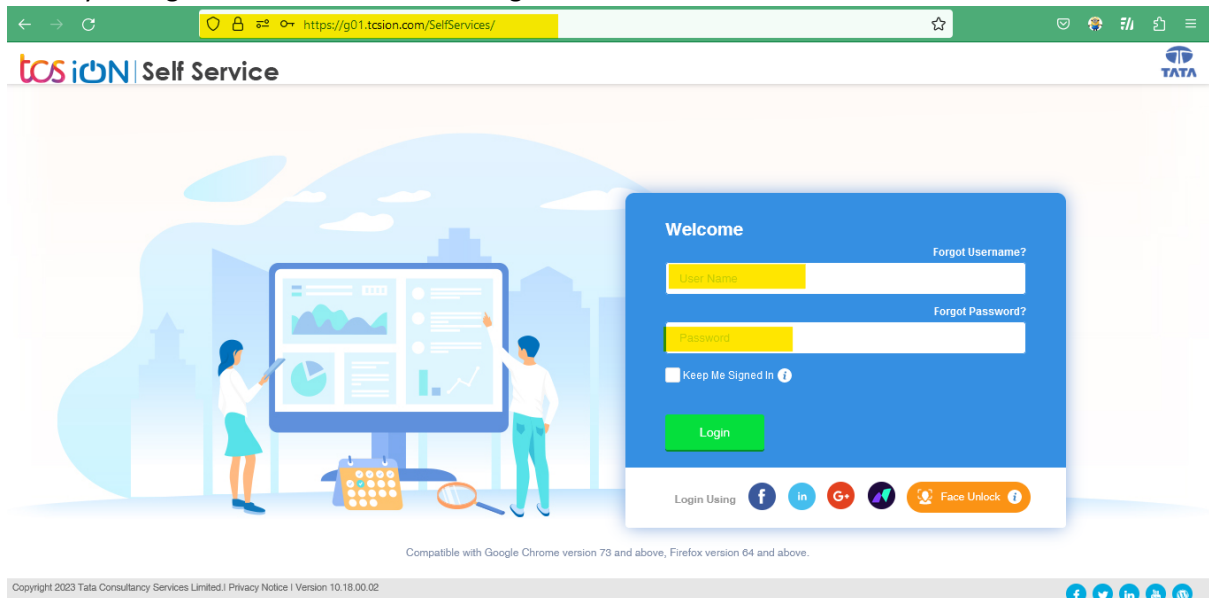 https://g01.tcsion.com/SelfServices/
tcs iON | Self Service
TATA
Welcome
Forgot Username?
User Name
Forgot Password?
Password
Keep Me Signed In i
Login
Login Using f in G+ Face Unlock i
Compatible with Google Chrome version 73 and above, Firefox version 64 and above.
Copyright 2023 Tata Consultancy Services Limited.I Privacy Notice I Version 10.18.00.02